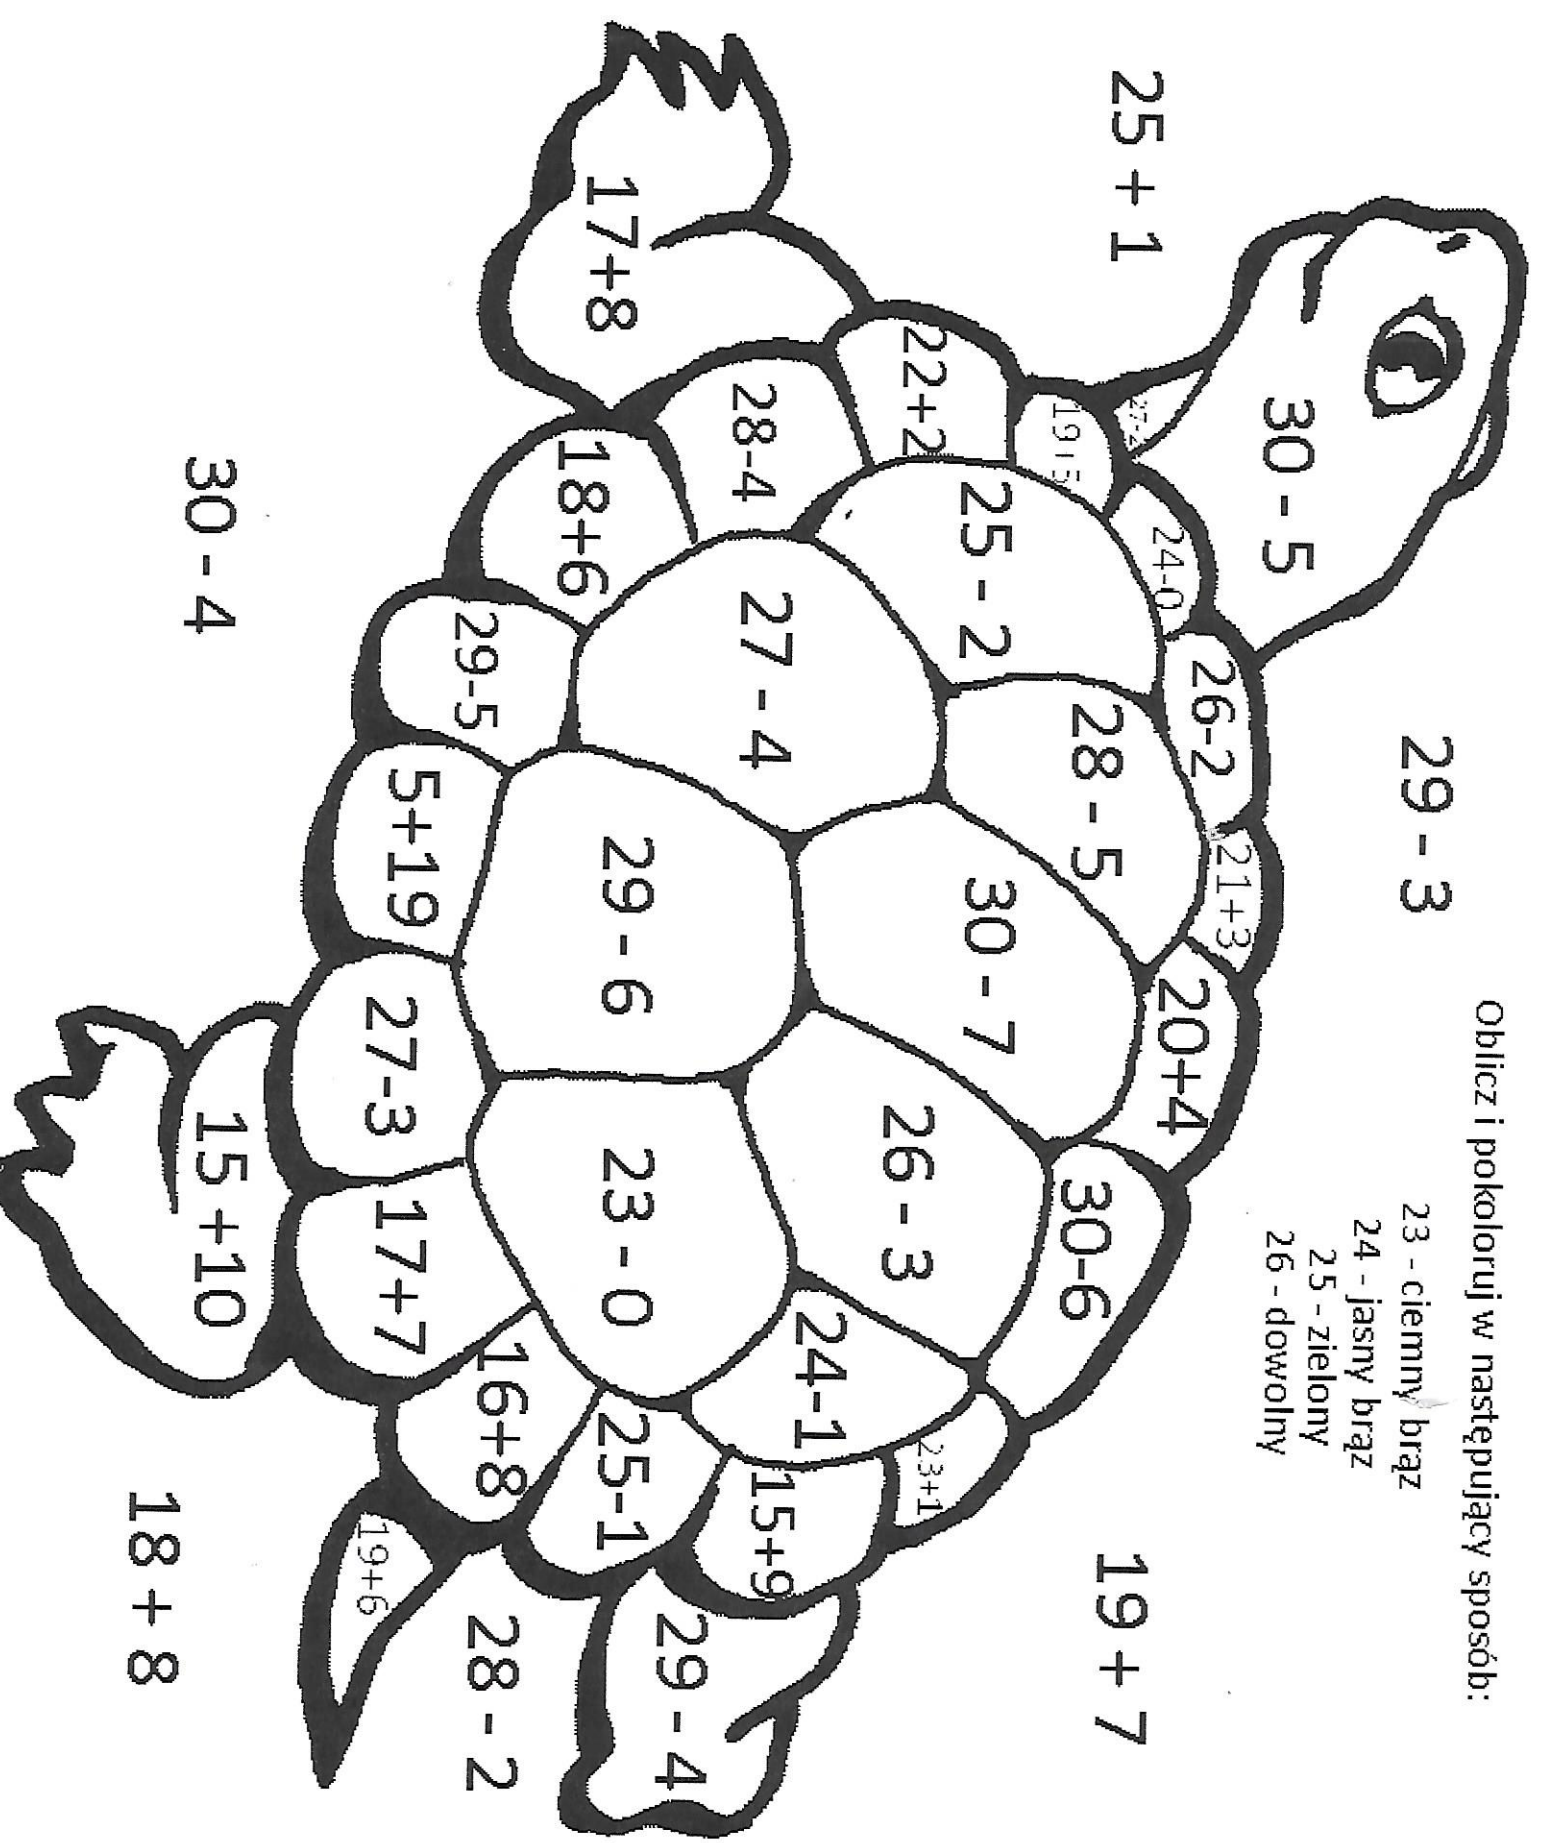 Oblicz i pokoloruj w następujący sposób:
23 - ciemny brąz
24 - jasny brąz
25 - zielony
26 - dowolny
29 - 3
30 - 5
25 + 1
19 + 7
24-0
26-2
21+3
20+4
30-6
19+5
22+2
25 - 2
28 - 5
30 - 7
26 - 3
23+1
28-4
27 - 4
24-1
15+9
17+8
18+6
29 - 6
23 - 0
25-1
29 - 4
29-5
5+19
27-3
17+7
16+8
28 - 2
19+6
15 +10
30 - 4
18 + 8